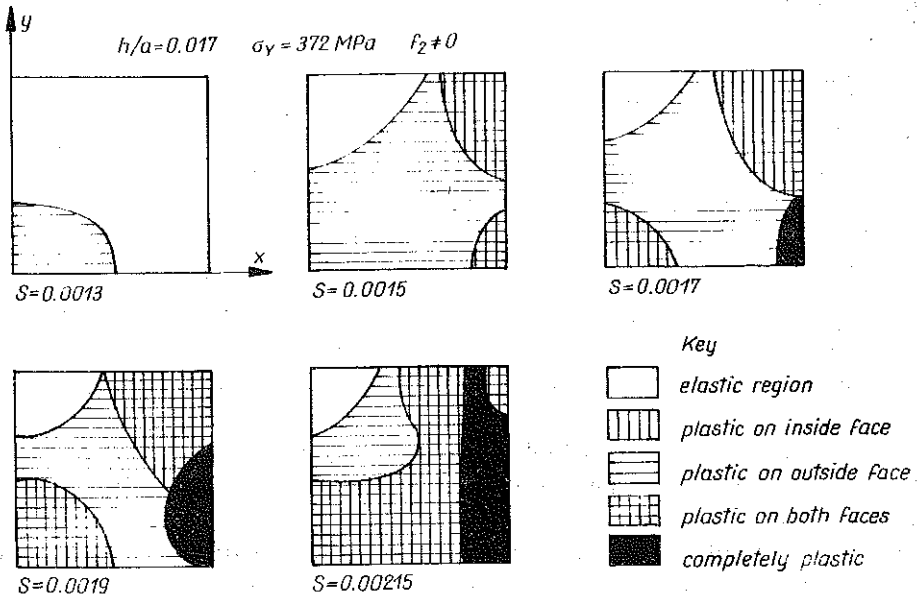 y
h/a=0.017 σY = 372 MPa f2≠0
x
S=0.0013
S=0.0015
S=0.0017
Key
elastic region
plastic on inside face
plastic on outside face
plastic on both faces
completely plastic
S=0.0019
S=0.00215